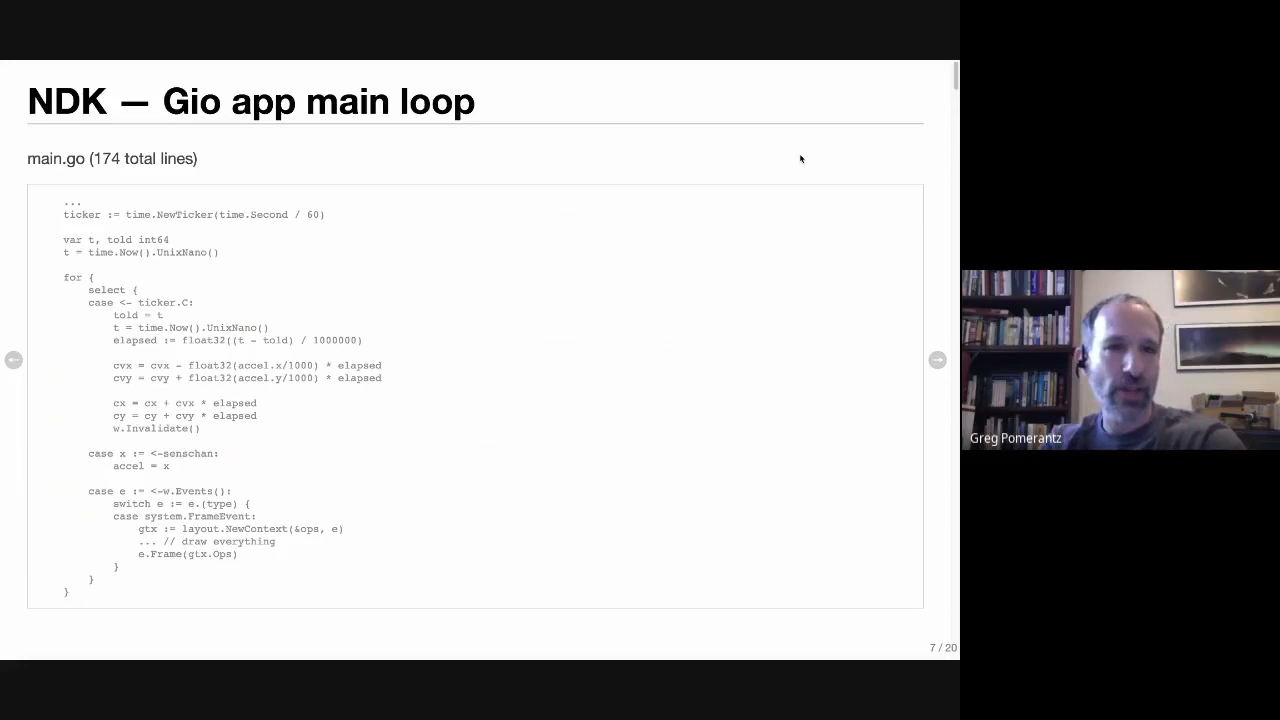 NDK — Gio app main loop
main.go (174 total lines)
...
ticker := time.NewTicker(time.Second / 60)
var t, told int64
t = time.Now().UnixNano()
for {
select {
case <- ticker.C:
told = t
t = time.Now().UnixNano()
elapsed := float32((t - told) / 1000000)
cvx = cvx - float32(accel.x/1000) * elapsed
cvy = cvy + float32(accel.y/1000) * elapsed
cx = cx + cvx * elapsed
cy = cy + cvy * elapsed
w.Invalidate()
case x := <-senschan:
accel = x
case e := <-w.Events():
switch e := e.(type) {
case system.FrameEvent:
gtx := layout.NewContext(&ops, e)
... // draw everything
e.Frame(gtx.Ops)
}
}
}
7 / 20
Greg Pomerantz